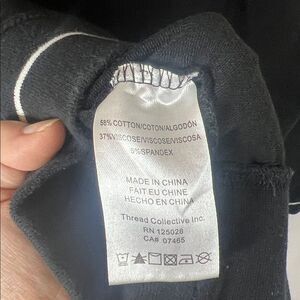 58% COTTON/COTON/ALGODÓN
37%VISCOSE/VISCOSE/VISCOSA
5%SPANDEX
MADE IN CHINA
FAIT EU CHINE
HECHO EN CHINA
Thread Collective Inc.
RN 125028
CA# 07465